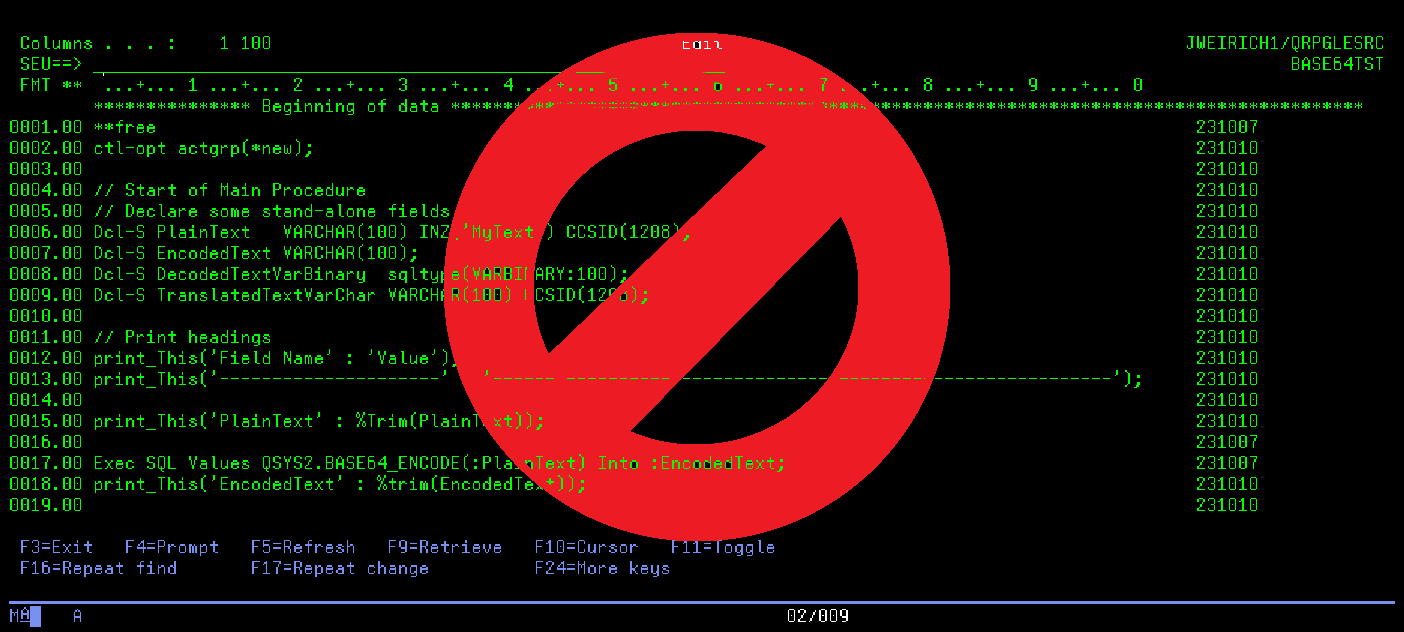 Columns . . . :    1 100                                       Edit                                            JWEIRICH1/QRPGLESRC
SEU==>                                                                                                         BASE64TST
FMT **  ...+... 1 ...+... 2 ...+... 3 ...+... 4 ...+... 5 ...+... 6 ...+... 7 ...+... 8 ...+... 9 ...+... 0
*************** Beginning of data *****************************************************************************************
0001.00 **free 231007
0002.00 ctl-opt actgrp(*new); 231010
0003.00 231010
0004.00 // Start of Main Procedure 231010
0005.00 // Declare some stand-alone fields 231010
0006.00 Dcl-S PlainText   VARCHAR(100) INZ('MyText') CCSID(1208); 231010
0007.00 Dcl-S EncodedText VARCHAR(100); 231010
0008.00 Dcl-S DecodedTextVarBinary  sqltype(VARBINARY:100); 231010
0009.00 Dcl-S TranslatedTextVarChar VARCHAR(100) CCSID(1208); 231010
0010.00 231010
0011.00 // Print headings 231010
0012.00 print_This('Field Name' : 'Value'); 231010
0013.00 print_This('---------------------' : '------------------------------------------------------------'); 231010
0014.00 231010
0015.00 print_This('PlainText' : %Trim(PlainText)); 231010
0016.00 231007
0017.00 Exec SQL Values QSYS2.BASE64_ENCODE(:PlainText) Into :EncodedText; 231007
0018.00 print_This('EncodedText' : %trim(EncodedText)); 231010
0019.00 231010
F3=Exit   F4=Prompt   F5=Refresh   F9=Retrieve   F10=Cursor   F11=Toggle
F16=Repeat find       F17=Repeat change          F24=More keys
MA    A                                                                   02/009